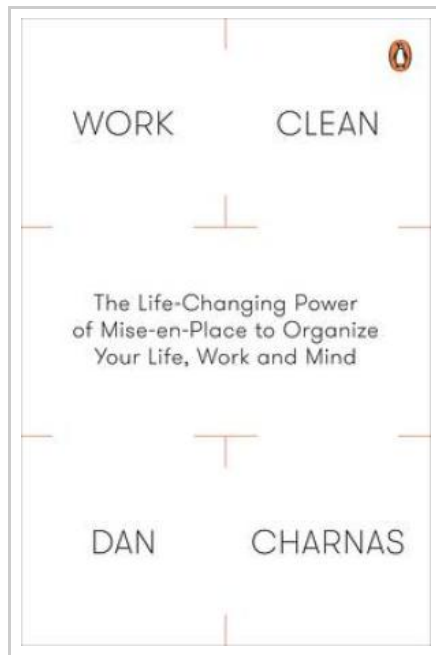 WORK CLEAN
The Life-Changing Power
of Mise-en-Place to Organize
Your Life, Work and Mind
DAN CHARNAS